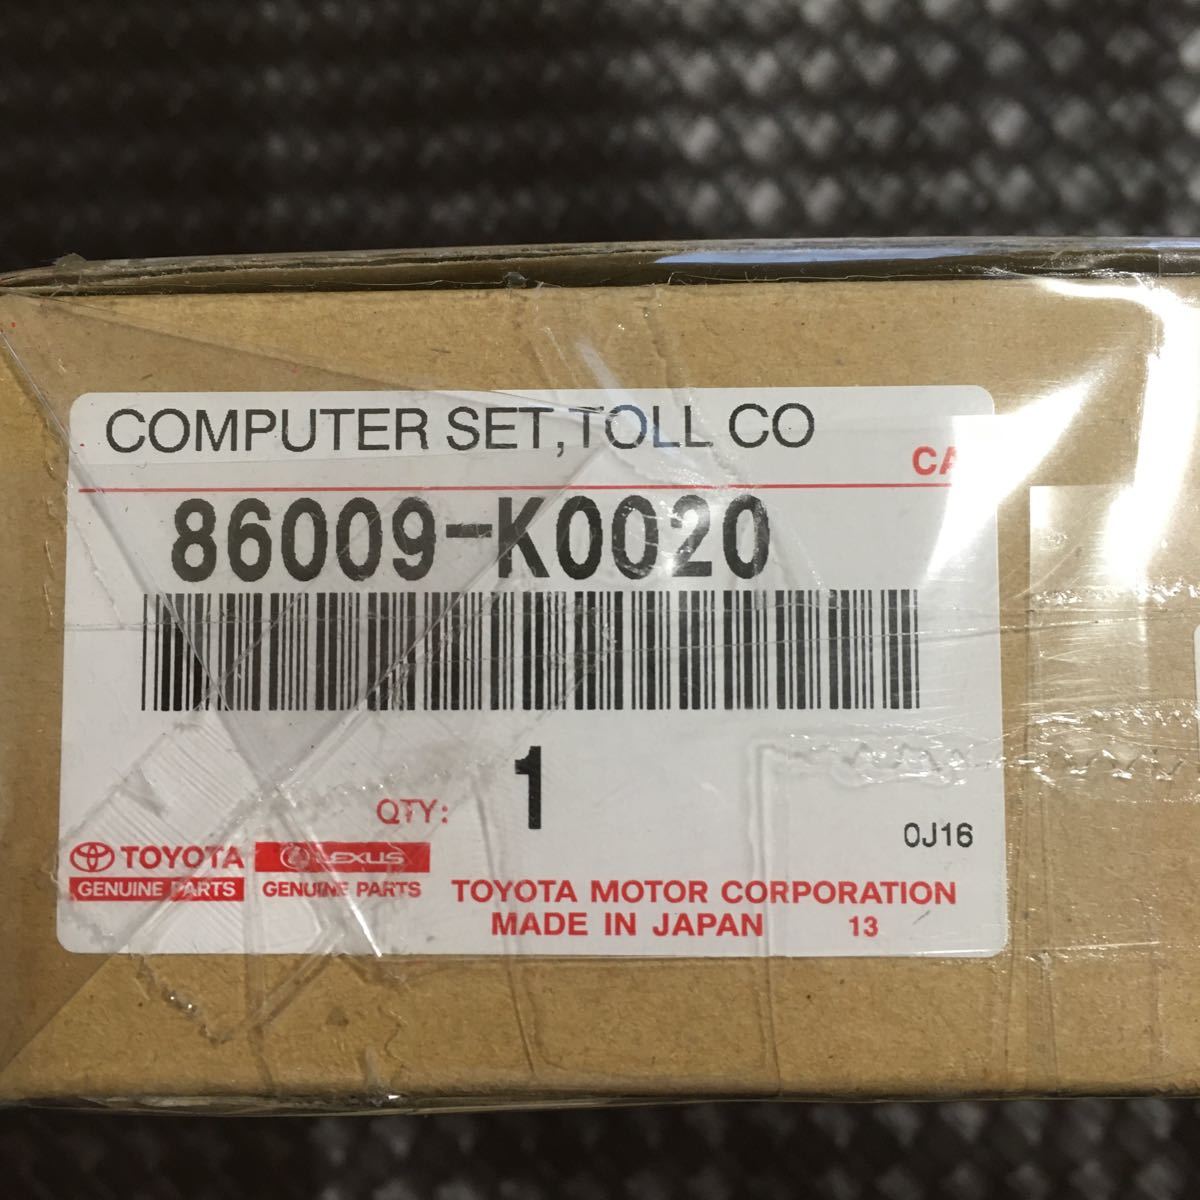 COMPUTER SET,TOLL CO
86009-K0020
1
QTY:
0J16
TOYOTA LEXUS
GENUINE PARTS GENUINE PARTS
TOYOTA MOTOR CORPORATION
MADE IN JAPAN 13